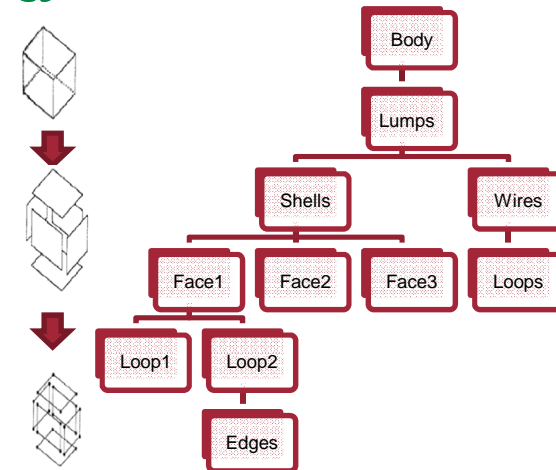 Body
Lumps
Shells Wires
Face1 Face2 Face3 Loops
Loop1 Loop2
Edges